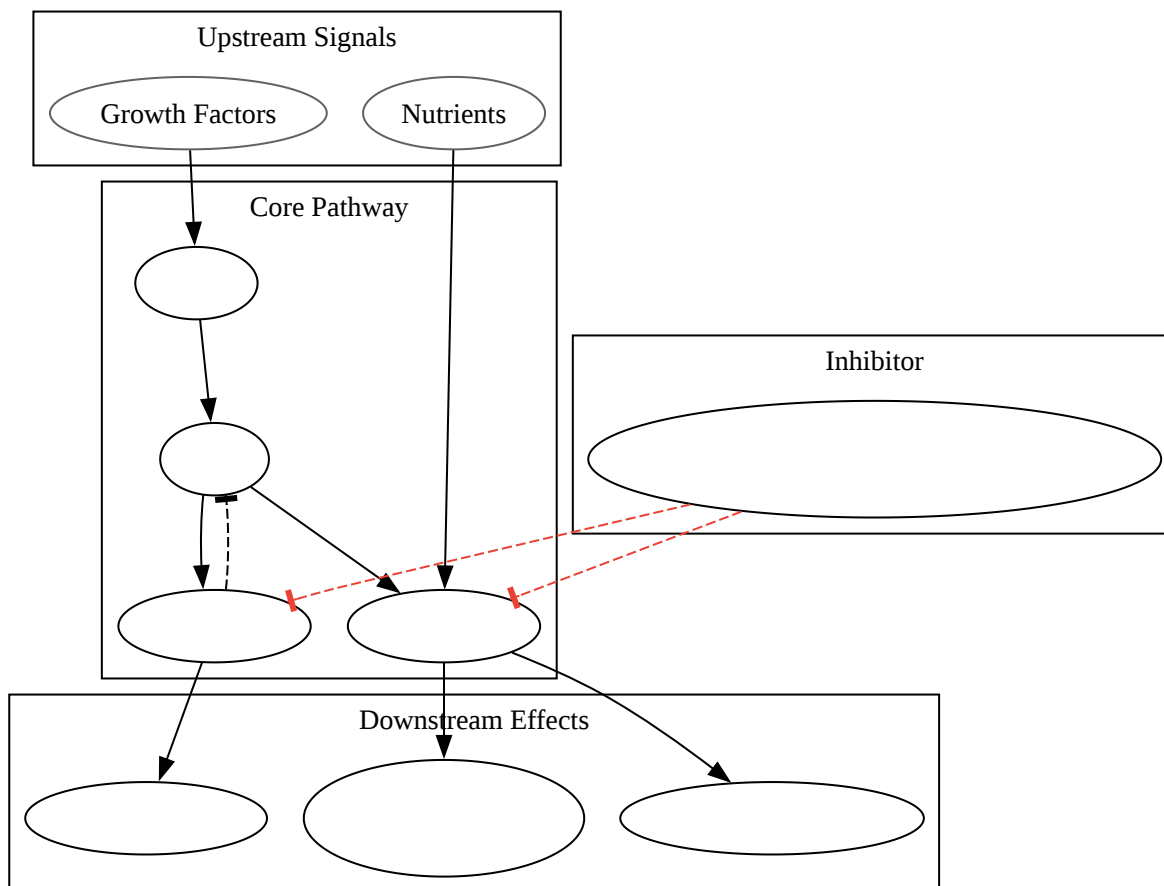 Upstream Signals
Growth Factors
Nutrients
Core Pathway
Inhibitor
Downstream Effects